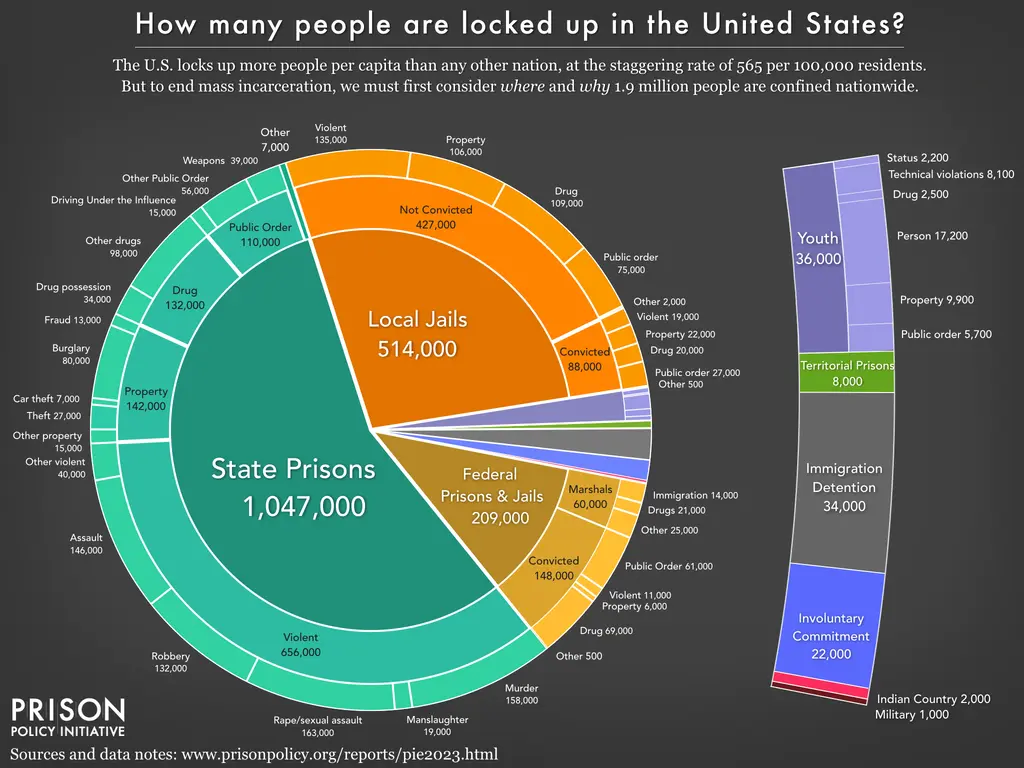 How many people are locked up in the United States?
The U.S. locks up more people per capita than any other nation, at the staggering rate of 565 per 100,000 residents.
But to end mass incarceration, we must first consider where and why 1.9 million people are confined nationwide.
Other
7,000
Violent
135,000
Property
106,000
Drug
109,000
Public order
75,000
Other 2,000
Violent 19,000
Property 22,000
Drug 20,000
Public order 27,000
Other 500
Not Convicted
427,000
Convicted
88,000
Local Jails
514,000
Weapons 39,000
Other Public Order
56,000
Driving Under the Influence
15,000
Other drugs
98,000
Drug possession
34,000
Fraud 13,000
Burglary
80,000
Car theft 7,000
Theft 27,000
Other property
15,000
Other violent
40,000
Assault
146,000
Robbery
132,000
Rape/sexual assault
163,000
Manslaughter
19,000
Murder
158,000
Public Order
110,000
Drug
132,000
Property
142,000
Violent
656,000
State Prisons
1,047,000
Federal
Prisons & Jails
209,000
Marshals
60,000
Convicted
148,000
Immigration 14,000
Drugs 21,000
Other 25,000
Public Order 61,000
Violent 11,000
Property 6,000
Drug 69,000
Other 500
Youth
36,000
Status 2,200
Technical violations 8,100
Drug 2,500
Person 17,200
Property 9,900
Public order 5,700
Territorial Prisons
8,000
Immigration
Detention
34,000
Involuntary
Commitment
22,000
Indian Country 2,000
Military 1,000
PRISON
POLICY INITIATIVE
Sources and data notes: www.prisonpolicy.org/reports/pie2023.html